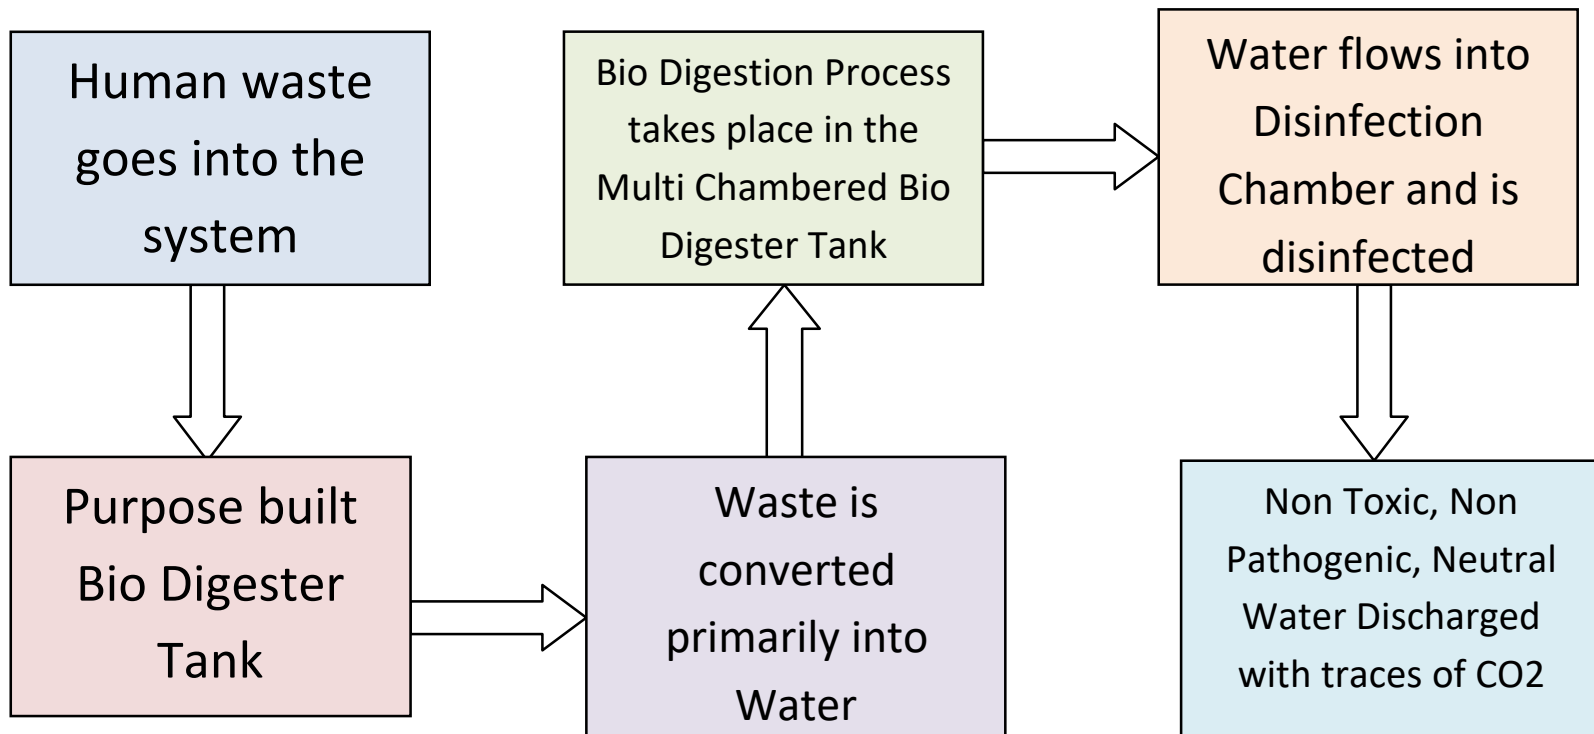 Human waste
goes into the
system
Purpose built
Bio Digester
Tank
Waste is
converted
primarily into
Water
Bio Digestion Process
takes place in the
Multi Chambered Bio
Digester Tank
Water flows into
Disinfection
Chamber and is
disinfected
Non Toxic, Non
Pathogenic, Neutral
Water Discharged
with traces of CO2